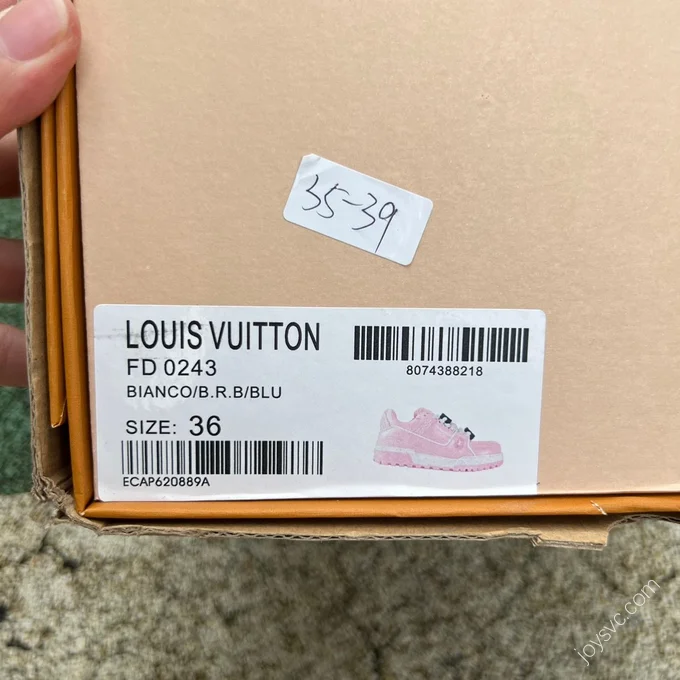 35-39
LOUIS VUITTON
FD 0243
BIANCO/B.R.B/BLU
SIZE: 36
ECAP620889A
8074388218
joysvc.com